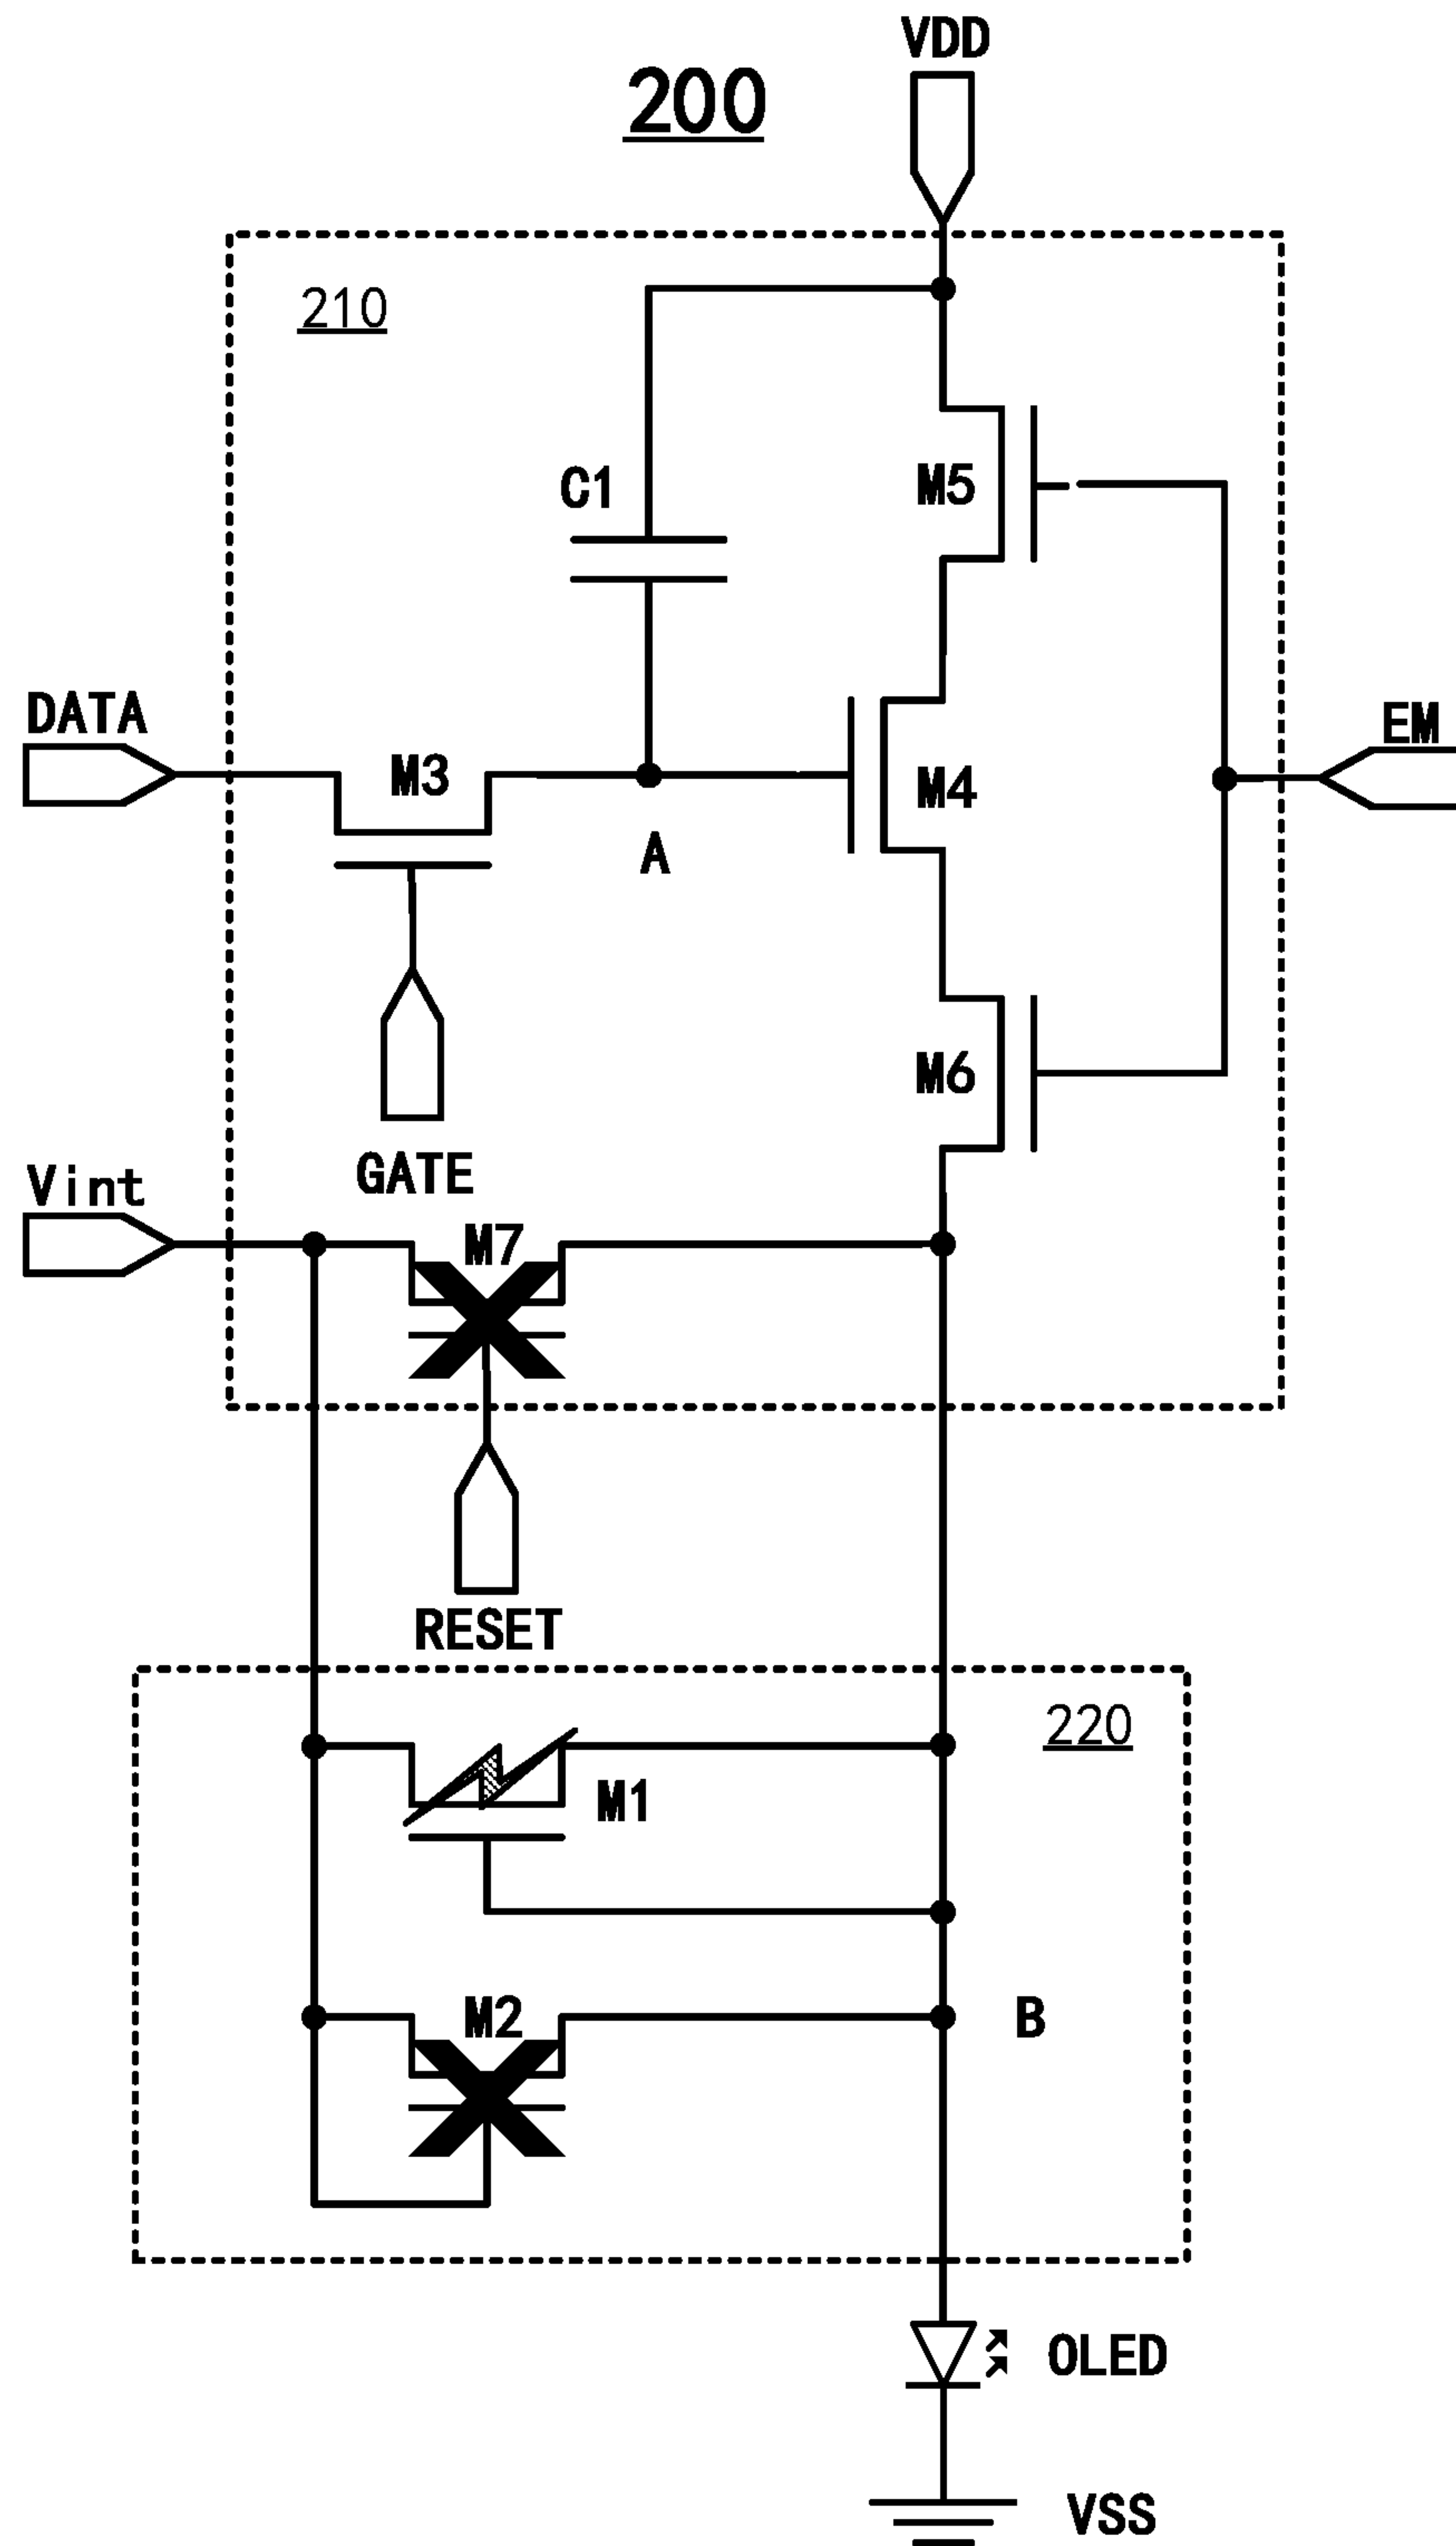 VDD
200
210
C1
M5
DATA
EM
M3
M4
A
M6
Vint
GATE
M7
RESET
220
M1
M2
B
OLED
VSS